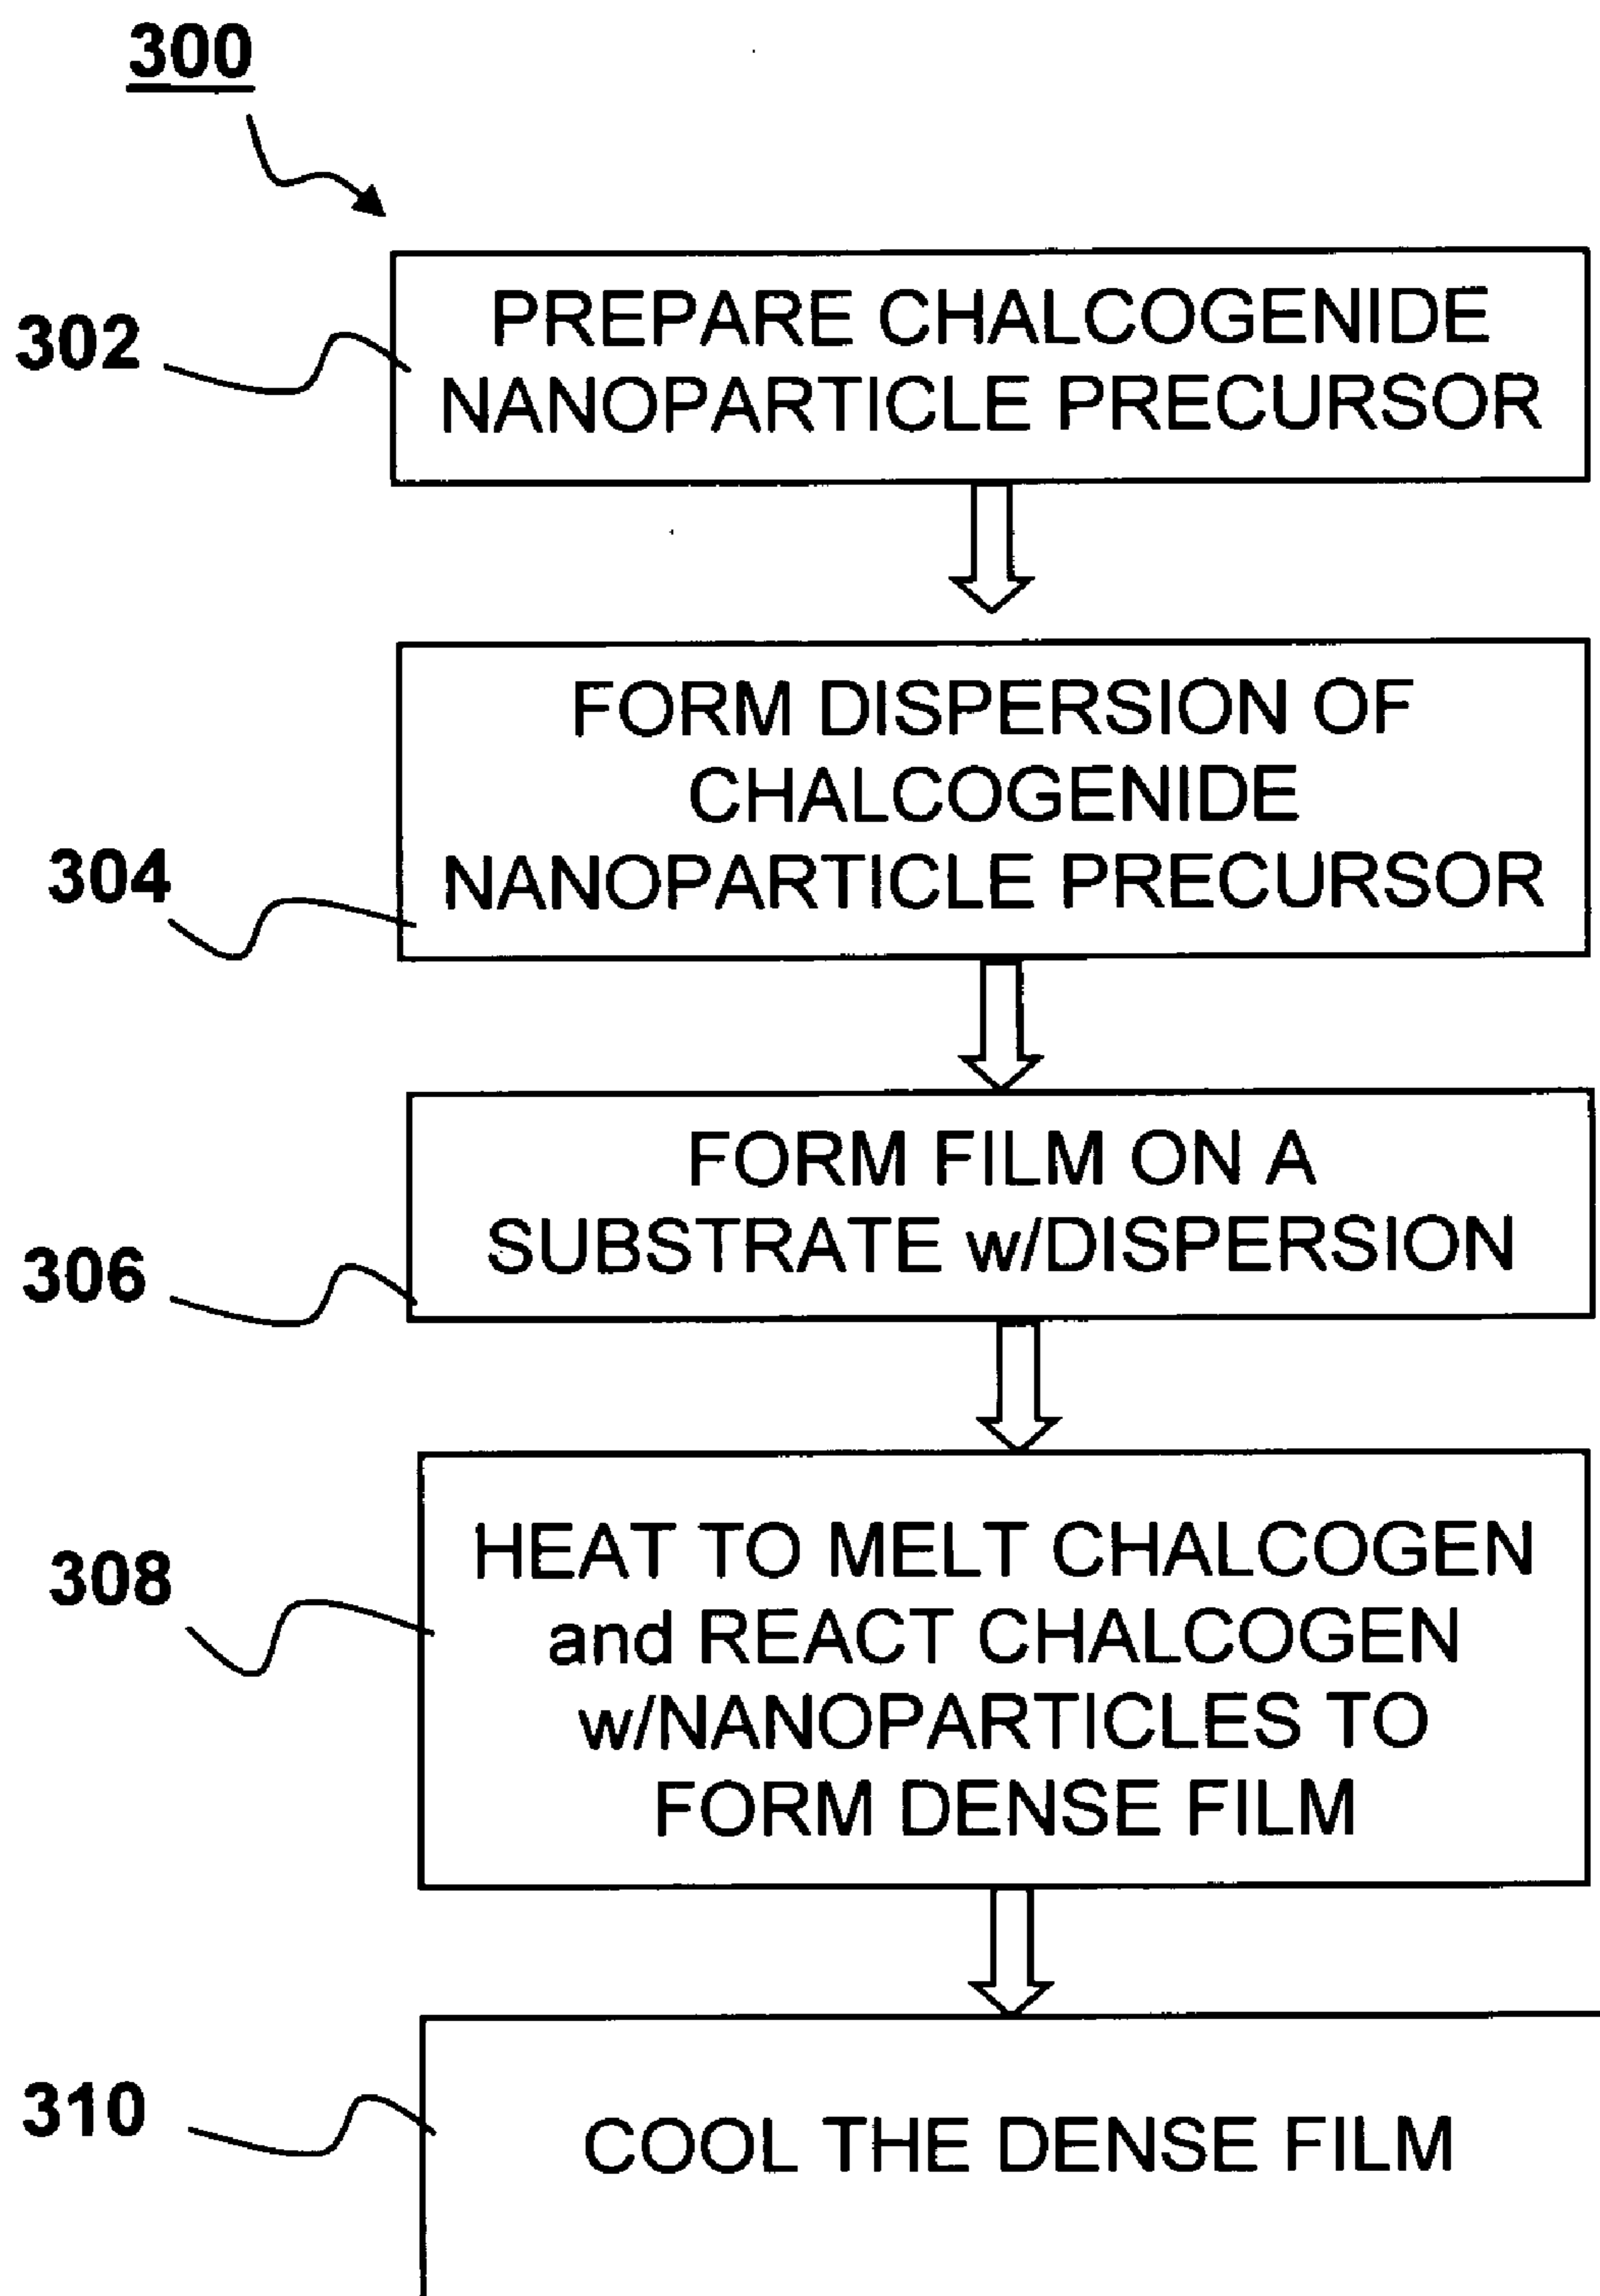 300
302
PREPARE CHALCOGENIDE
NANOPARTICLE PRECURSOR
304
FORM DISPERSION OF
CHALCOGENIDE
NANOPARTICLE PRECURSOR
306
FORM FILM ON A
SUBSTRATE w/DISPERSION
308
HEAT TO MELT CHALCOGEN
and REACT CHALCOGEN
w/NANOPARTICLES TO
FORM DENSE FILM
310
COOL THE DENSE FILM